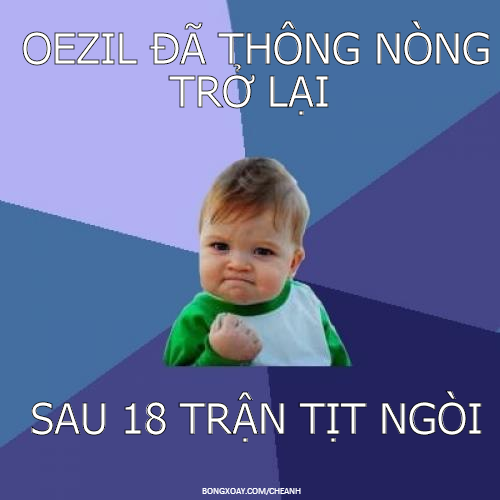 OEZIL ĐÃ THÔNG NÒNG
TRỞ LẠI
SAU 18 TRẬN TỊT NGÒI
BONGXOAY.COM/CHEANH